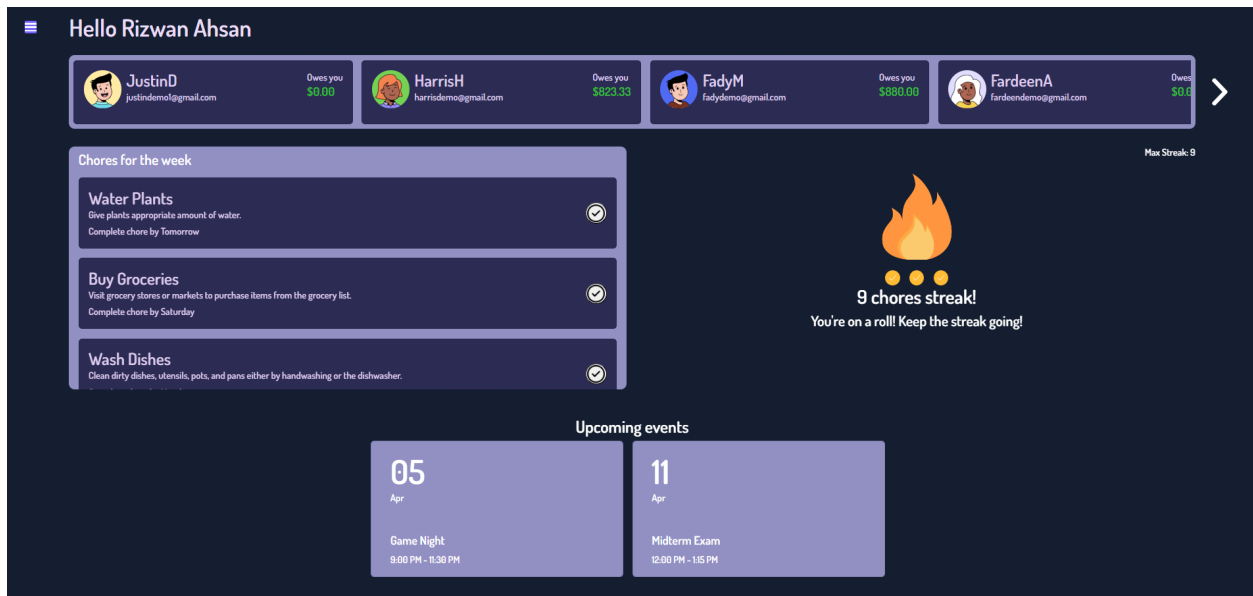 Hello Rizwan Ahsan
JustinD
justindemo1@gmail.com
Owes you
$0.00
HarrisH
harrisdemo@gmail.com
Owes you
$823.33
FadyM
fadydemo@gmail.com
Owes you
$880.00
FardeenA
fardeendemo@gmail.com
Owes
Chores for the week
Water Plants
Give plants appropriate amount of water.
Complete chore by Tomorrow
Buy Groceries
Visit grocery stores or markets to purchase items from the grocery list.
Complete chore by Saturday
Wash Dishes
Clean dirty dishes, utensils, pots, and pans either by handwashing or the dishwasher.
Max Streak: 9
9 chores streak!
You're on a roll! Keep the streak going!
Upcoming events
05
Apr
Game Night
9:00 PM - 11:30 PM
11
Apr
Midterm Exam
12:00 PM - 1:15 PM